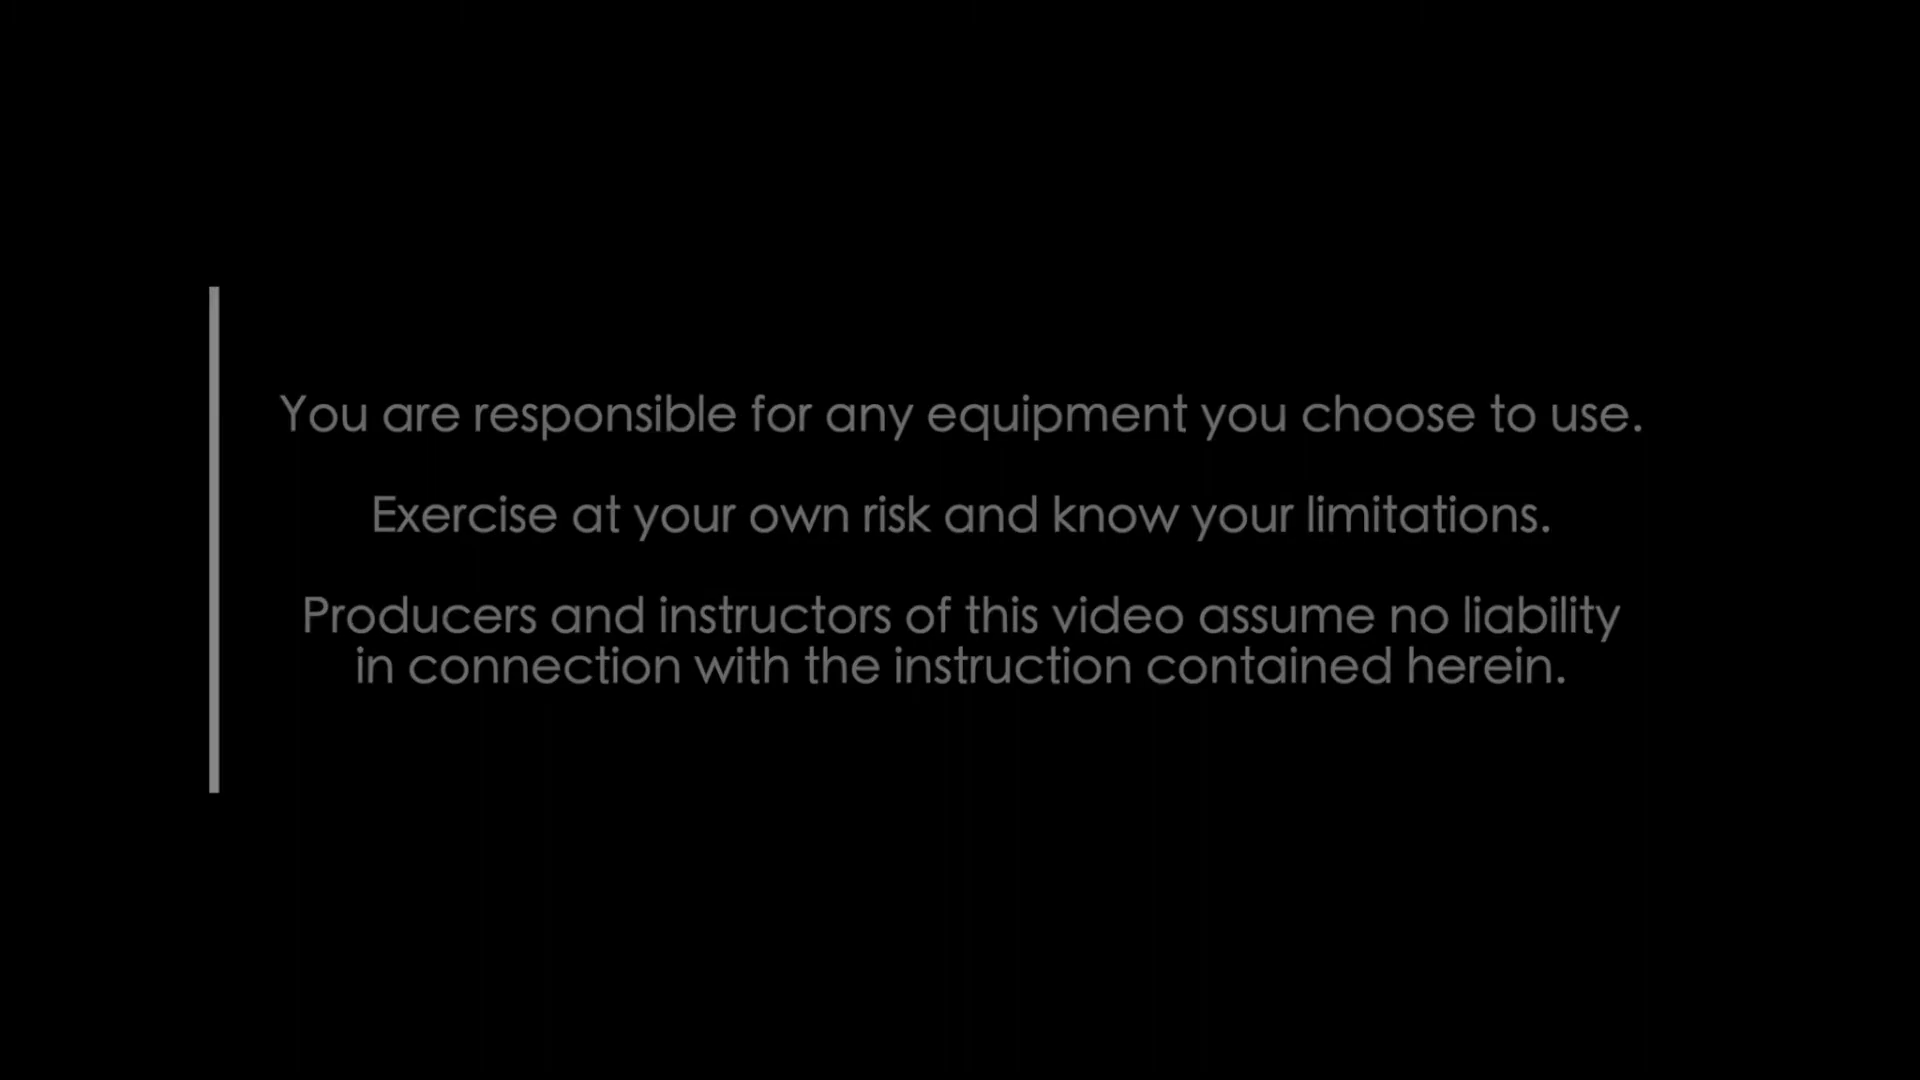 You are responsible for any equipment you choose to use.
Exercise at your own risk and know your limitations.
Producers and instructors of this video assume no liability
in connection with the instruction contained herein.